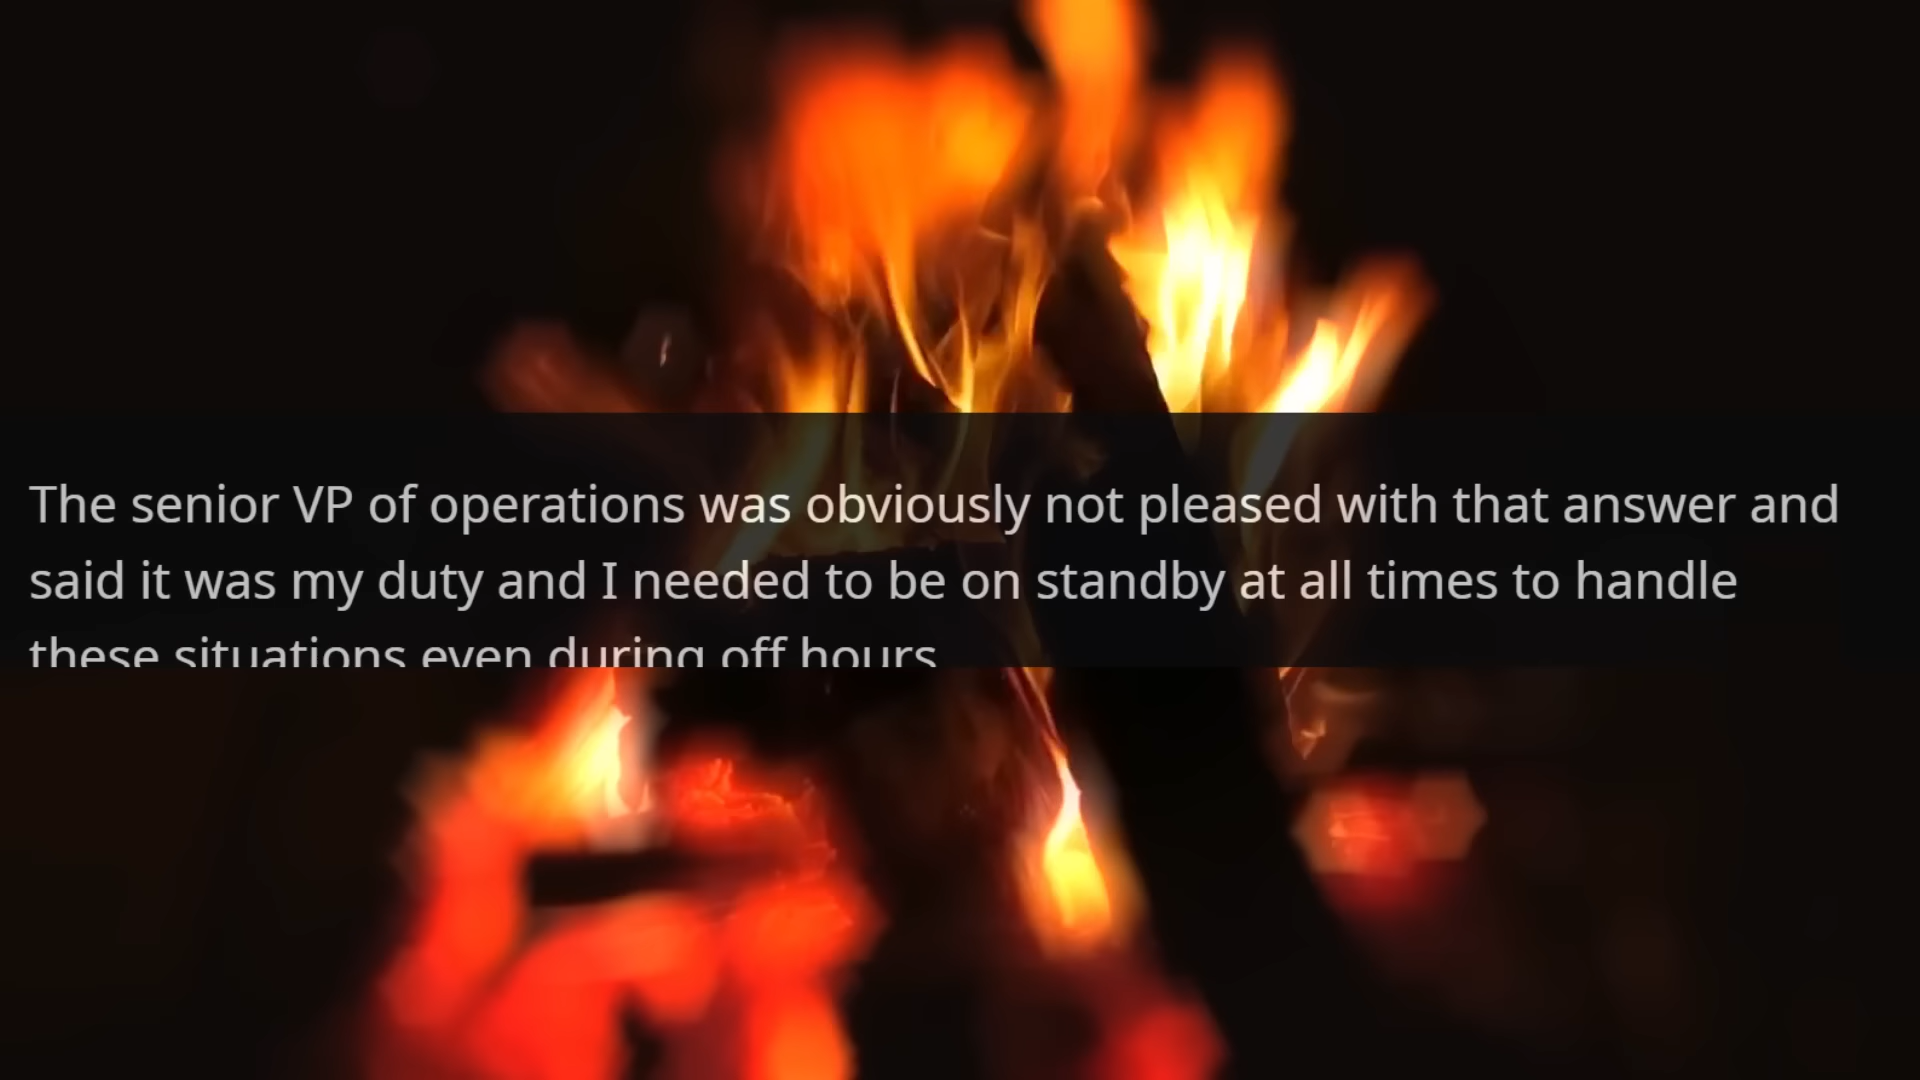 The senior VP of operations was obviously not pleased with that answer and
said it was my duty and I needed to be on standby at all times to handle
these situations even during off hours